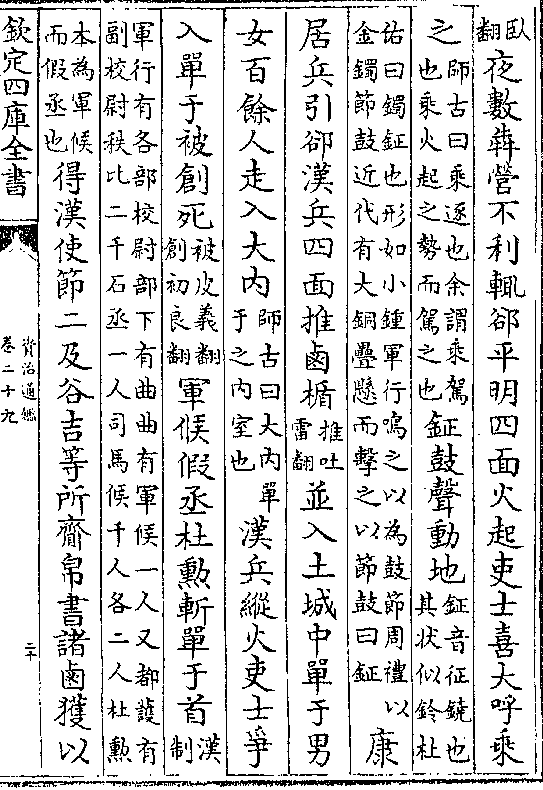 卧翻夜數犇營不利輒郤平明四面火起吏士喜大呼乘
之師古曰乘逐也余謂乘駕也乘火起之勢而駕之也鉦鼓聲動地鉦音征鐃也其狀似鈴杜
佑曰鐲鉦也形如小鍾軍行鳴之以為鼓節周禮以金鐲節鼓近代有大銅疊懸而擊之以節鼓曰鉦康
居兵引郤漢兵四面推鹵楯推吐雷翻並入土城中單于男
女百餘人走入大内師古曰大内單于之内室也漢兵縱火吏士爭
入單于被創死被皮義翻創初良翻軍候假丞杜勲斬單于首漢制
軍行有各部校尉部下有曲曲有軍候一人又都護有副校尉秩比二千石丞一人司馬候千人各二人杜勲
本為軍候而假丞也得漢使節二及谷吉等所齎帛書諸鹵獲以
欽定四庫全書
資治通鑑
卷二十九
二十